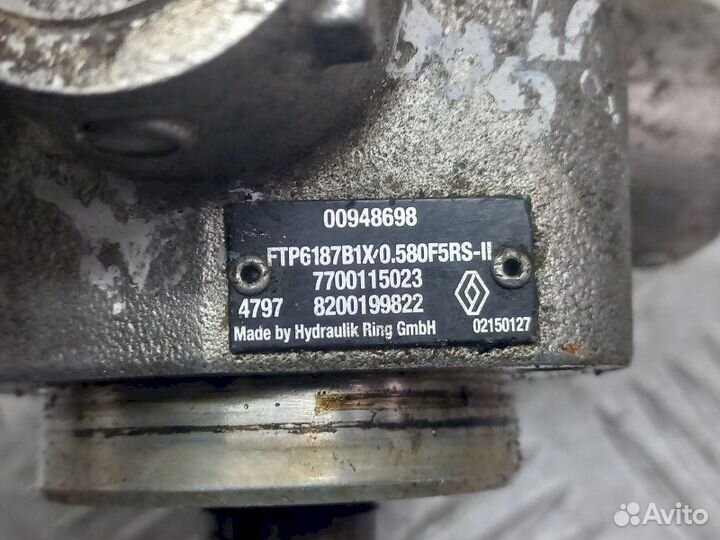 00948698
FTP6187B1X/0.580F5RS-II
7700115023
4797 8200199822
Made by Hydraulik Ring GmbH 02150127
Avito